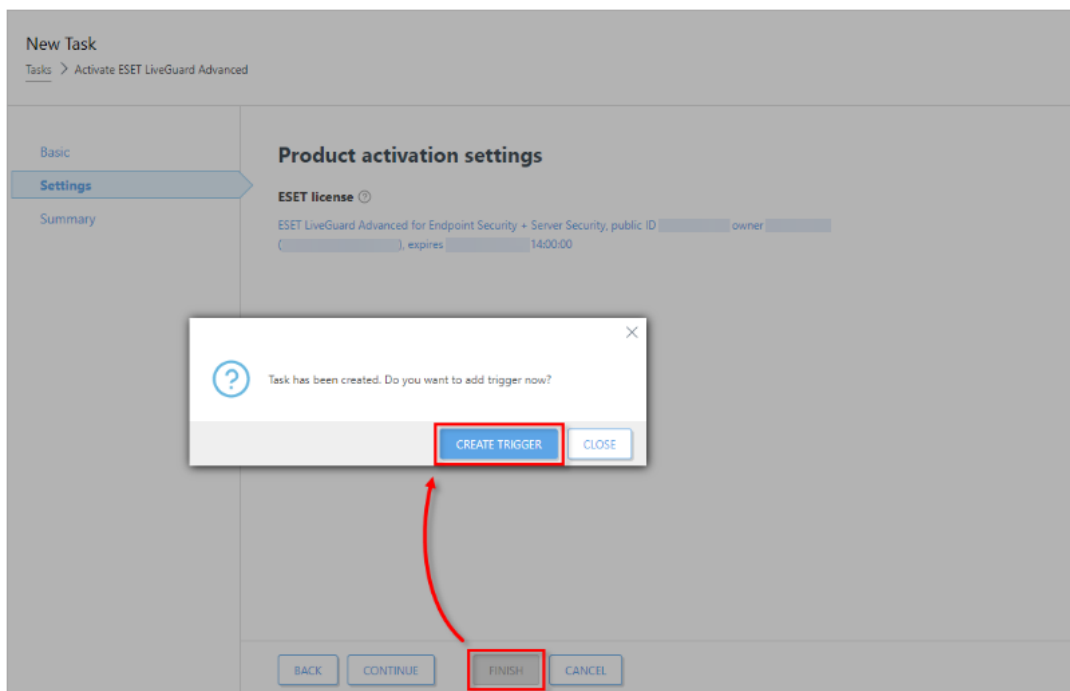 New Task
Tasks > Activate ESET LiveGuard Advanced
Basic
Settings
Summary
Product activation settings
ESET license ?
ESET LiveGuard Advanced for Endpoint Security + Server Security, public ID owner
( ), expires 14:00:00
Task has been created. Do you want to add trigger now?
CREATE TRIGGER CLOSE
BACK CONTINUE FINISH CANCEL